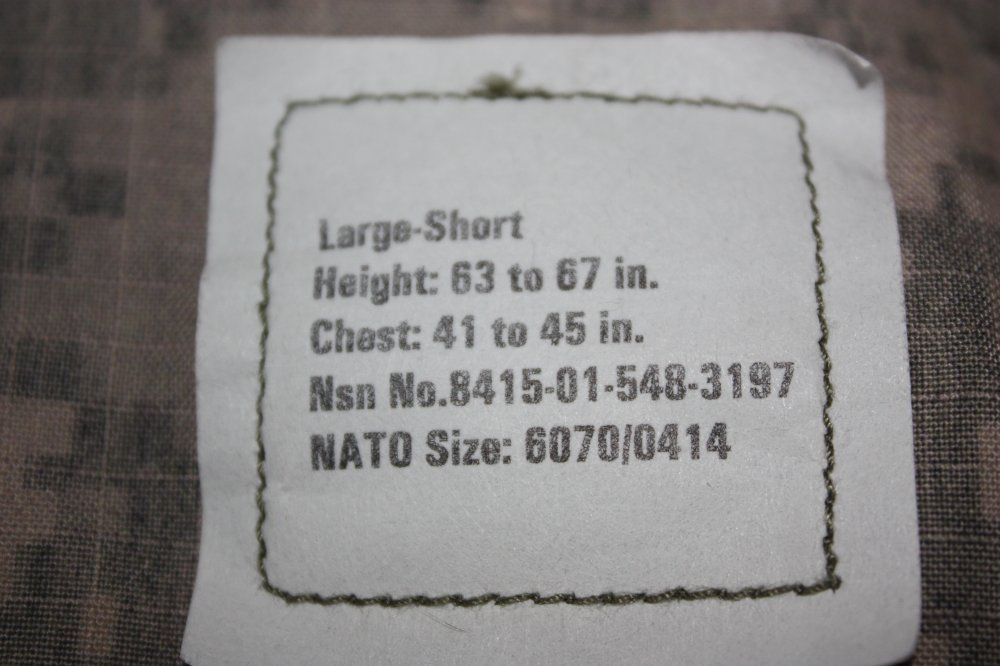 Large-Short
Height: 63 to 67 in.
Chest: 41 to 45 in.
Nsn No.8415-01-548-3197
NATO Size: 6070/0414